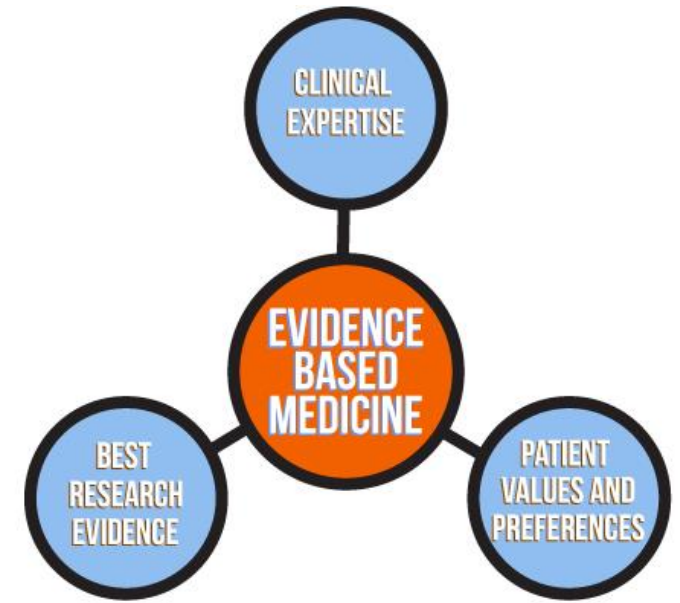 CLINICAL
EXPERTISE
EVIDENCE
BASED
MEDICINE
BEST
RESEARCH
EVIDENCE
PATIENT
VALUES AND
PREFERENCES